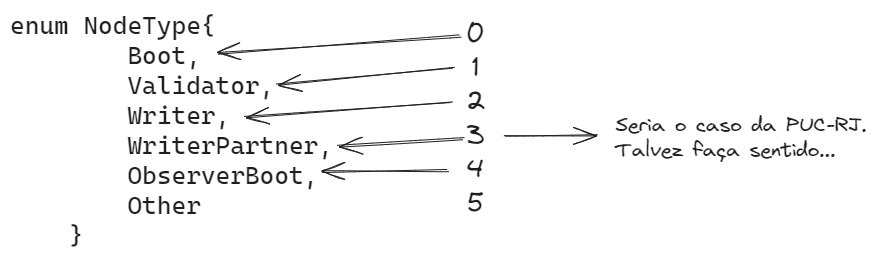 enum NodeType{
Boot,
Validator,
Writer,
WriterPartner,
ObserverBoot,
Other
}
0
1
2
3
4
5
Seria o caso da PUC-RJ.
Talvez faça sentido...